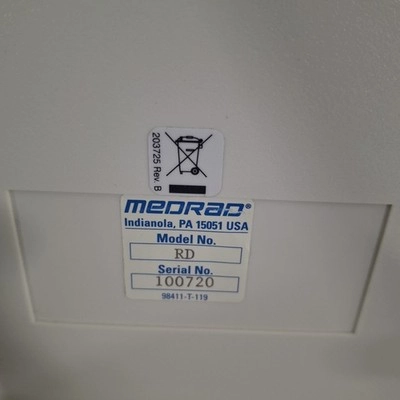 203725 Rev. B
MEDRAD®
Indianola, PA 15051 USA
Model No.
RD
Serial No.
100720
98411-T-119